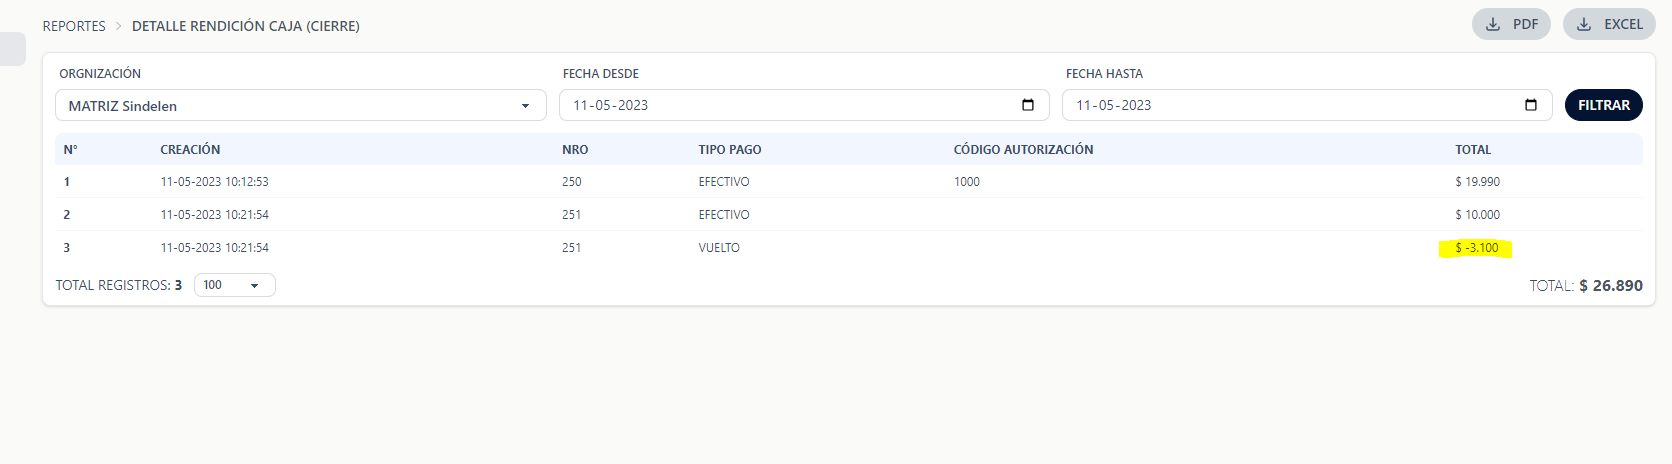 REPORTES > DETALLE RENDICIÓN CAJA (CIERRE) PDF EXCEL
ORGNIZACIÓN FECHA DESDE FECHA HASTA
MATRIZ Sindelen 11-05-2023 11-05-2023 FILTRAR
N° CREACIÓN NRO TIPO PAGO CÓDIGO AUTORIZACIÓN TOTAL
1 11-05-2023 10:12:53 250 EFECTIVO 1000 $ 19.990
2 11-05-2023 10:21:54 251 EFECTIVO $ 10.000
3 11-05-2023 10:21:54 251 VUELTO $ -3.100
TOTAL REGISTROS: 3 100 TOTAL: $ 26.890